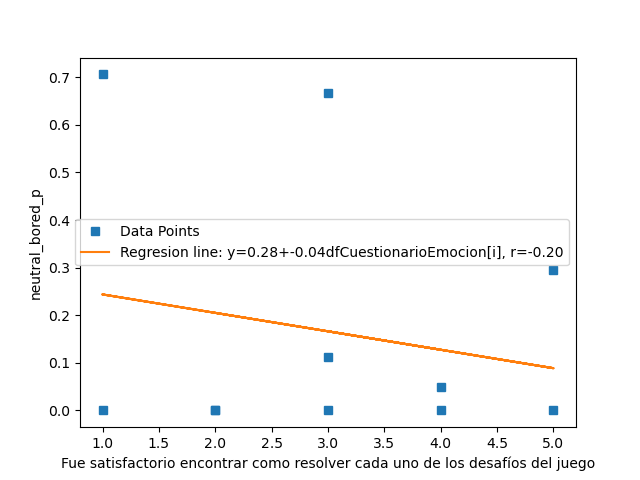 0.7
0.6
0.5
0.4
0.3
0.2
0.1
0.0
neutral_bored_p
Data Points
Regresion line: y=0.28+-0.04dfCuestionarioEmocion[i], r=-0.20
1.0 1.5 2.0 2.5 3.0 3.5 4.0 4.5 5.0
Fue satisfactorio encontrar como resolver cada uno de los desafíos del juego